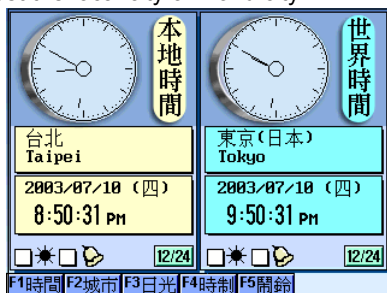 本地時間
台北
Taipei
2003/07/10 (四)
8:50:31 PM
12/24
世界時間
東京(日本)
Tokyo
2003/07/10 (四)
9:50:31 PM
12/24
F1時間 F2城市 F3日光 F4時制 F5鬧鈴